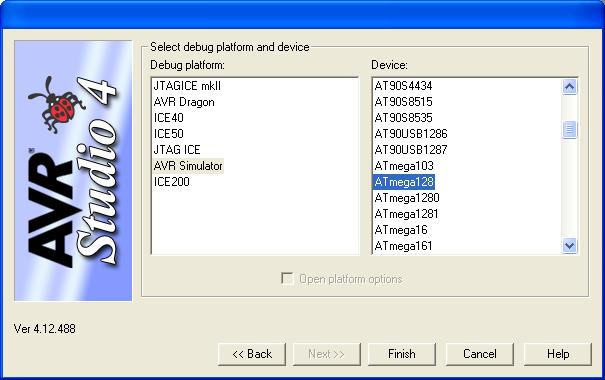 AVR Studio 4
Select debug platform and device
Debug platform:
JTAGICE mkII
AVR Dragon
ICE40
ICE50
JTAG ICE
AVR Simulator
ICE200
Device:
AT90S4434
AT90S8515
AT90S8535
AT90USB1286
AT90USB1287
ATmega103
ATmega128
ATmega1280
ATmega1281
ATmega16
ATmega161
Open platform options
Ver 4.12.488
<< Back
Next >>
Finish
Cancel
Help